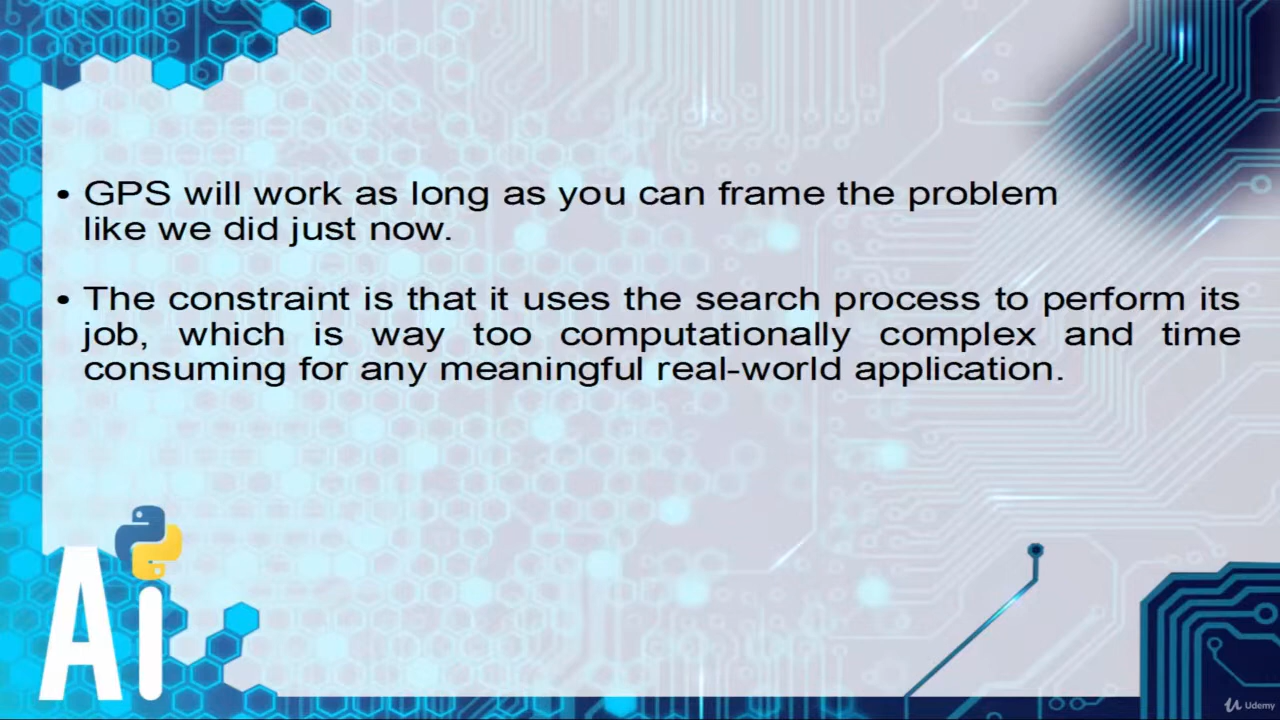 • GPS will work as long as you can frame the problem
like we did just now.
• The constraint is that it uses the search process to perform its
job, which is way too computationally complex and time
consuming for any meaningful real-world application.
Ai
Udemy